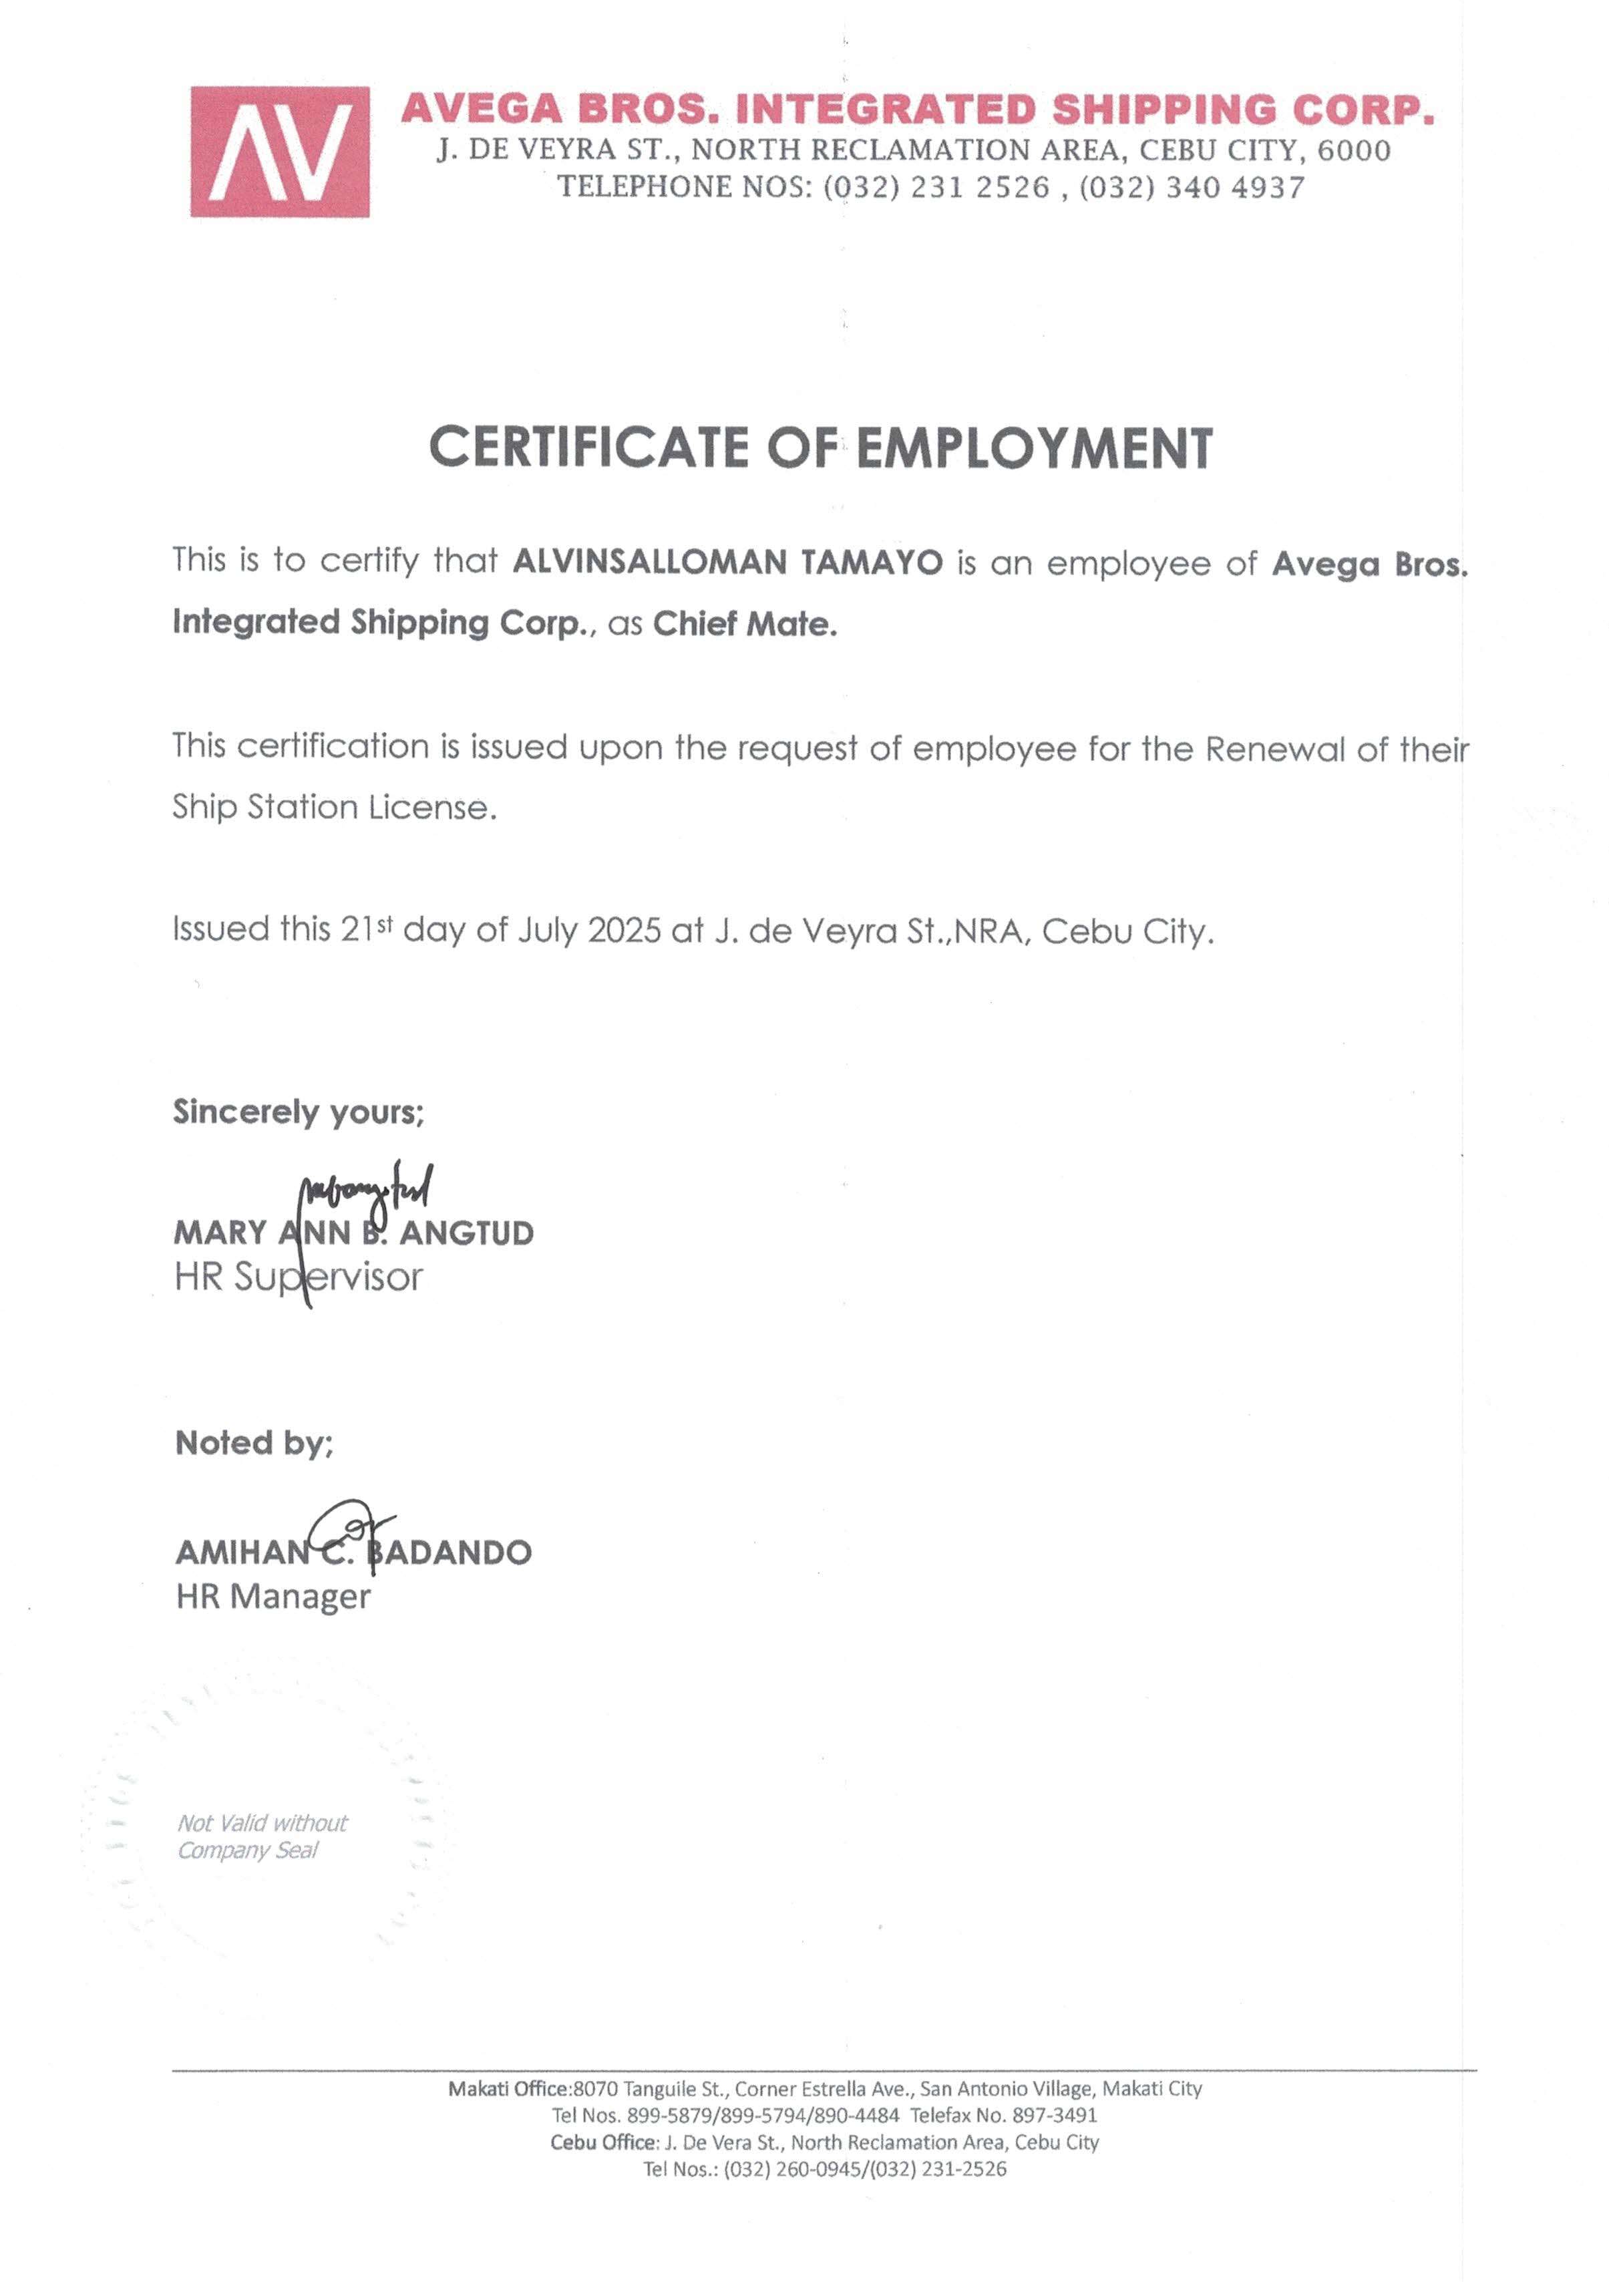 AV
AVEGA BROS. INTEGRATED SHIPPING CORP.
J. DE VEYRA ST., NORTH RECLAMATION AREA, CEBU CITY, 6000
TELEPHONE NOS: (032) 231 2526 , (032) 340 4937
CERTIFICATE OF EMPLOYMENT
This is to certify that ALVINSALLOMAN TAMAYO is an employee of Avega Bros.
Integrated Shipping Corp., as Chief Mate.
This certification is issued upon the request of employee for the Renewal of their
Ship Station License.
Issued this 21st day of July 2025 at J. de Veyra St.,NRA, Cebu City.
Sincerely yours;
MARY ANN B. ANGTUD
HR Supervisor
Noted by;
AMIHAN C. BADANDO
HR Manager
Not Valid without
Company Seal
Makati Office:8070 Tanguile St., Corner Estrella Ave., San Antonio Village, Makati City
Tel Nos. 899-5879/899-5794/890-4484 Telefax No. 897-3491
Cebu Office: J. De Vera St., North Reclamation Area, Cebu City
Tel Nos.: (032) 260-0945/(032) 231-2526